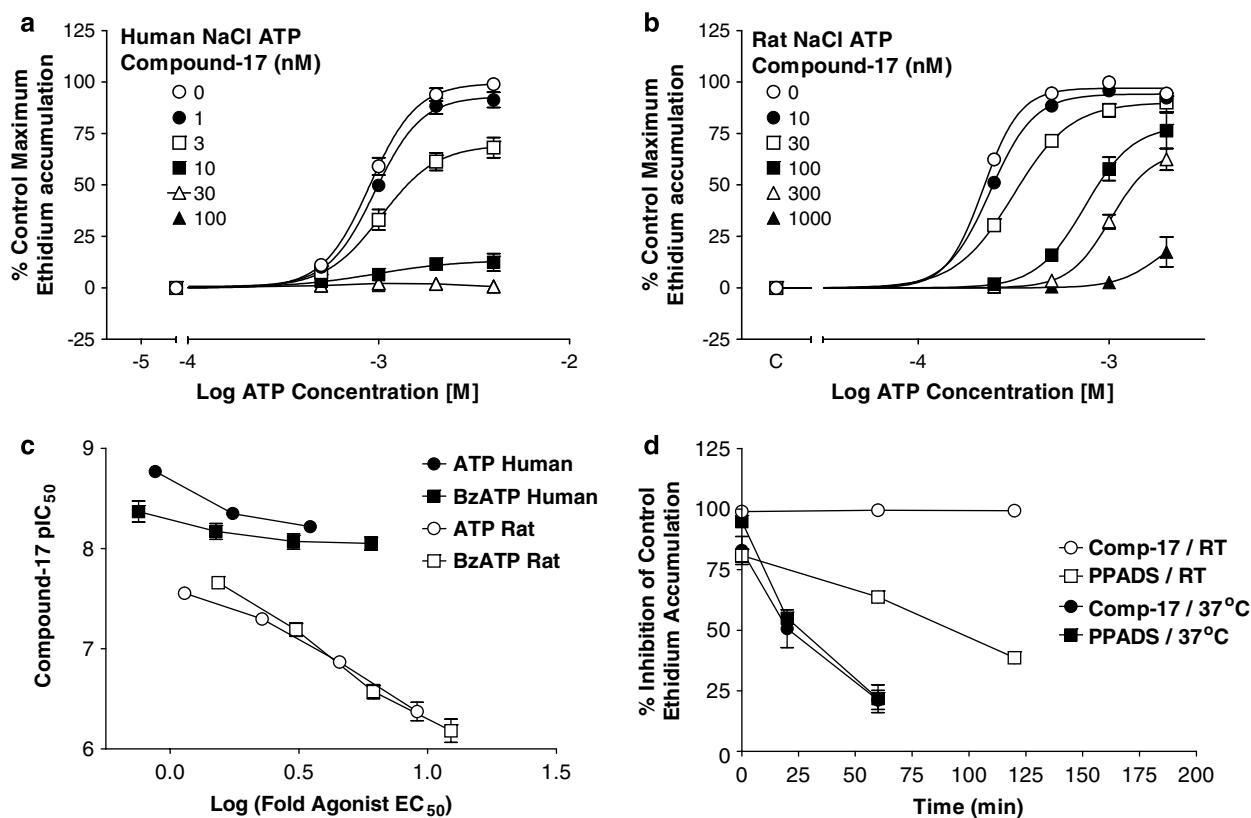 a
Human NaCl ATP
Compound-17 (nM)
0
1
3
10
30
100
% Control Maximum
Ethidium accumulation
125
100
75
50
25
0
-25
-5
-4
-3
-2
Log ATP Concentration [M]
b
Rat NaCl ATP
Compound-17 (nM)
0
10
30
100
300
1000
% Control Maximum
Ethidium accumulation
125
100
75
50
25
0
-25
C
-4
-3
Log ATP Concentration [M]
c
ATP Human
BzATP Human
ATP Rat
BzATP Rat
Compound-17 pIC50
9
8
7
6
0.0
0.5
1.0
1.5
Log (Fold Agonist EC50)
d
Comp-17 / RT
PPADS / RT
Comp-17 / 37°C
PPADS / 37°C
% Inhibition of Control
Ethidium Accumulation
125
100
75
50
25
0
0
25
50
75
100
125
150
175
200
Time (min)